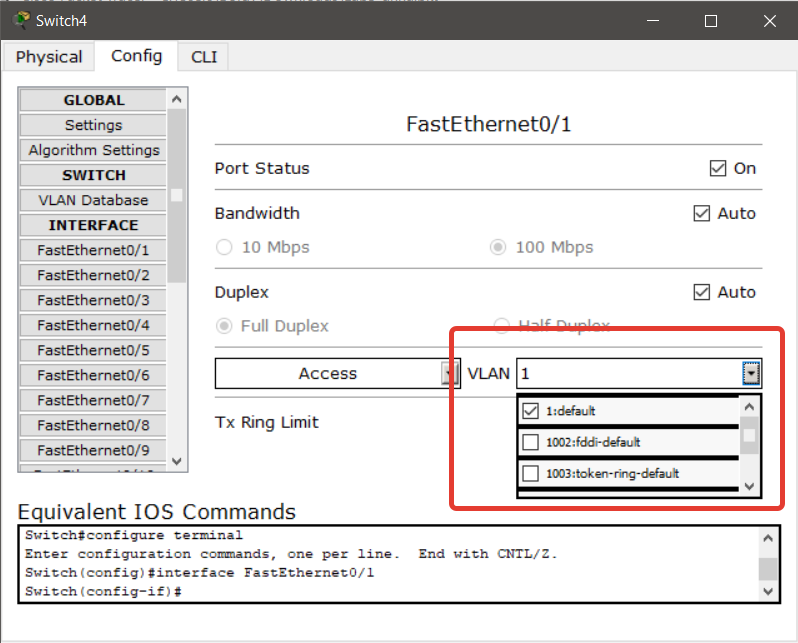 Switch4
Physical Config CLI
GLOBAL
Settings
Algorithm Settings
SWITCH
VLAN Database
INTERFACE
FastEthernet0/1
FastEthernet0/2
FastEthernet0/3
FastEthernet0/4
FastEthernet0/5
FastEthernet0/6
FastEthernet0/7
FastEthernet0/8
FastEthernet0/9
FastEthernet0/1
Port Status On
Bandwidth Auto
10 Mbps 100 Mbps
Duplex Auto
Full Duplex Half Duplex
Access VLAN 1
1:default
Tx Ring Limit
1002:fddi-default
1003:token-ring-default
Equivalent IOS Commands
Switch#configure terminal
Enter configuration commands, one per line. End with CNTL/Z.
Switch(config)#interface FastEthernet0/1
Switch(config-if)#